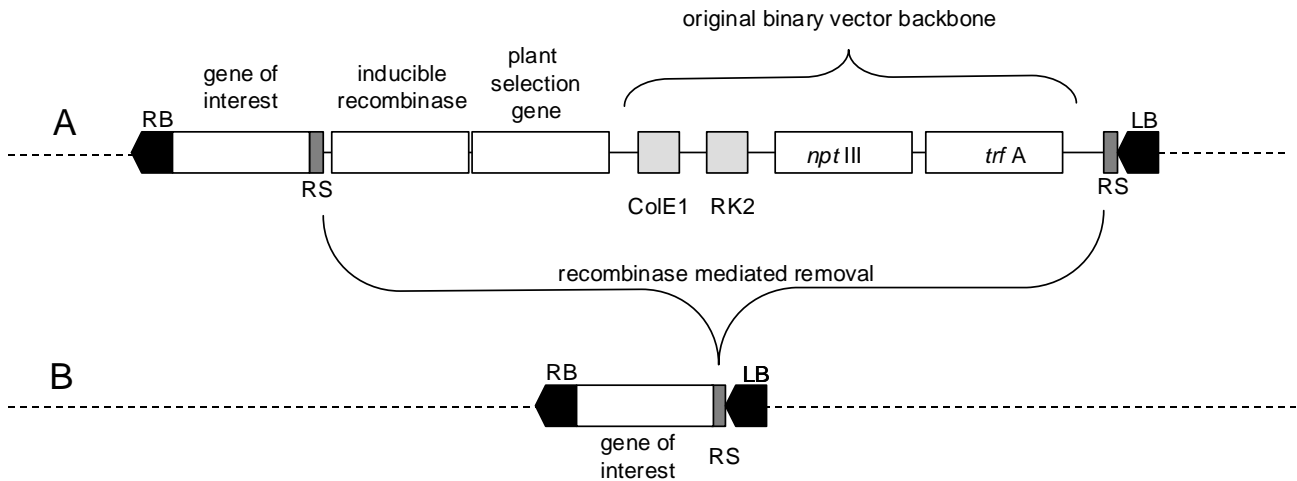 original binary vector backbone
gene of
interest
inducible
recombinase
plant
selection
gene
A
RB
LB
npt III
trf A
RS
RS
ColE1
RK2
recombinase mediated removal
B
RB
LB
gene of
interest
RS